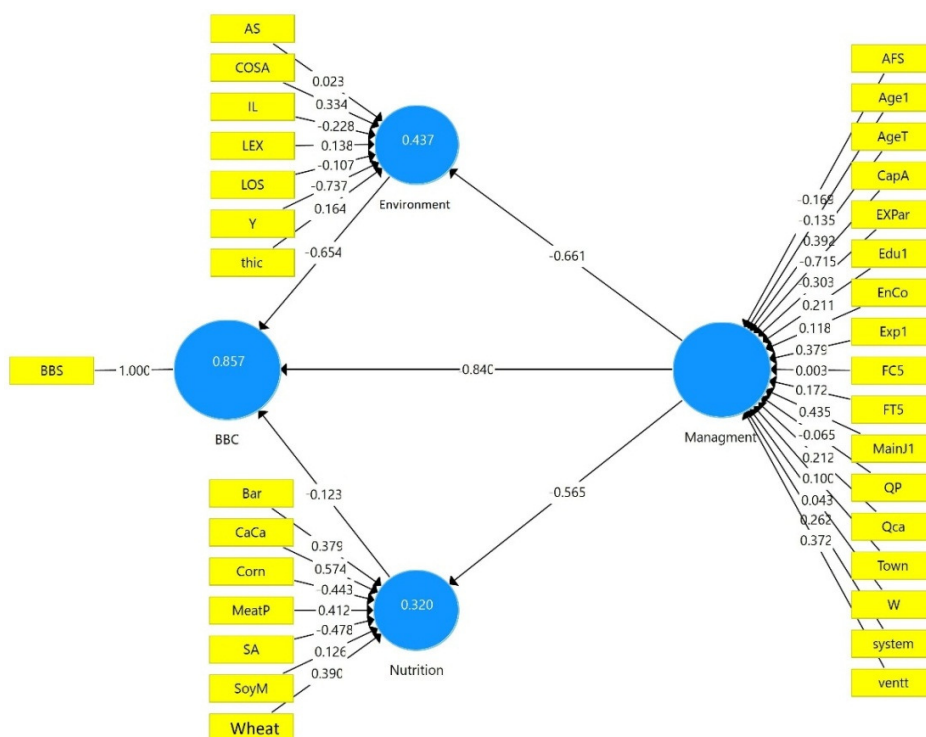 AS
COSA
IL
LEX
LOS
Y
thic
0.023
0.334
-0.228
0.138
-0.107
-0.737
0.164
0.437
Environment
-0.654
-0.661
BBS
1.000
0.857
BBC
0.840
Managment
-0.123
-0.565
Bar
CaCa
Corn
MeatP
SA
SoyM
Wheat
0.379
0.574
-0.443
0.412
-0.478
0.126
0.390
0.320
Nutrition
-0.169
-0.135
0.392
-0.715
-0.303
0.211
0.118
0.379
0.003
0.172
0.435
-0.065
0.212
0.100
0.043
0.262
0.372
AFS
Age1
AgeT
CapA
EXPar
Edu1
EnCo
Exp1
FC5
FT5
MainJ1
QP
Qca
Town
W
system
ventt